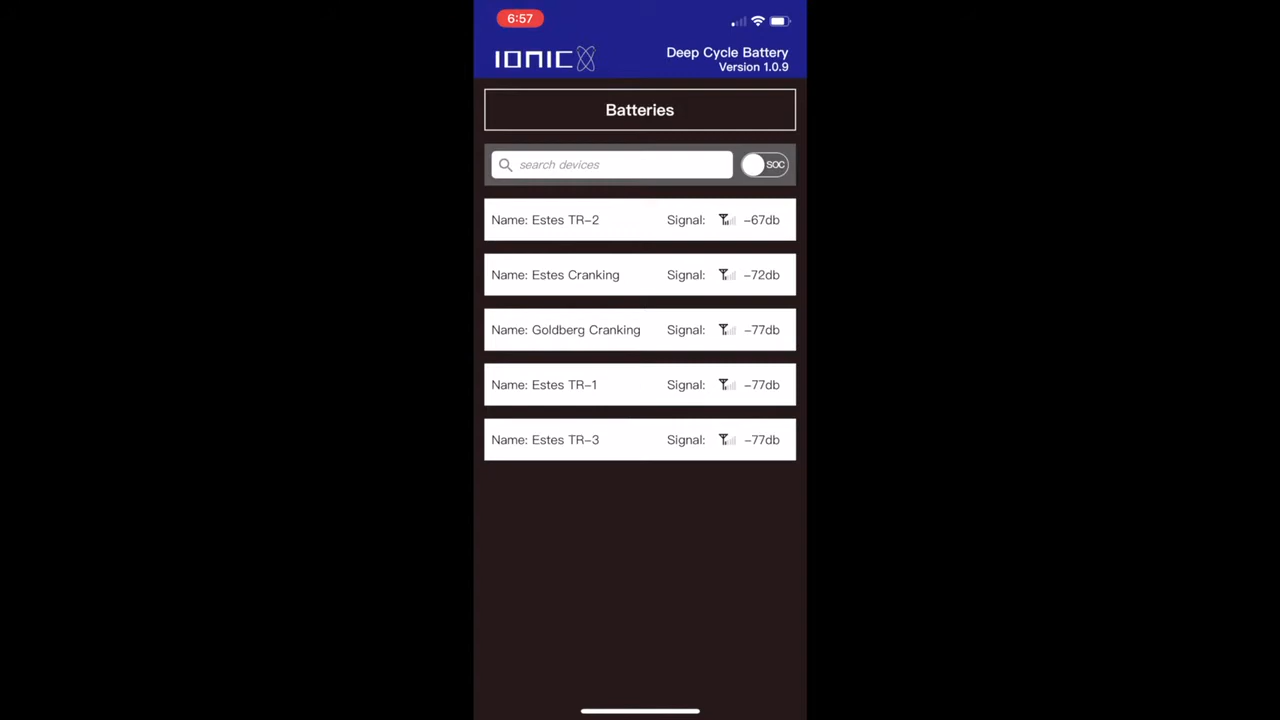 6:57
IONIC
Deep Cycle Battery
Version 1.0.9
Batteries
search devices
SOC
Name: Estes TR-2 Signal: -67db
Name: Estes Cranking Signal: -72db
Name: Goldberg Cranking Signal: -77db
Name: Estes TR-1 Signal: -77db
Name: Estes TR-3 Signal: -77db